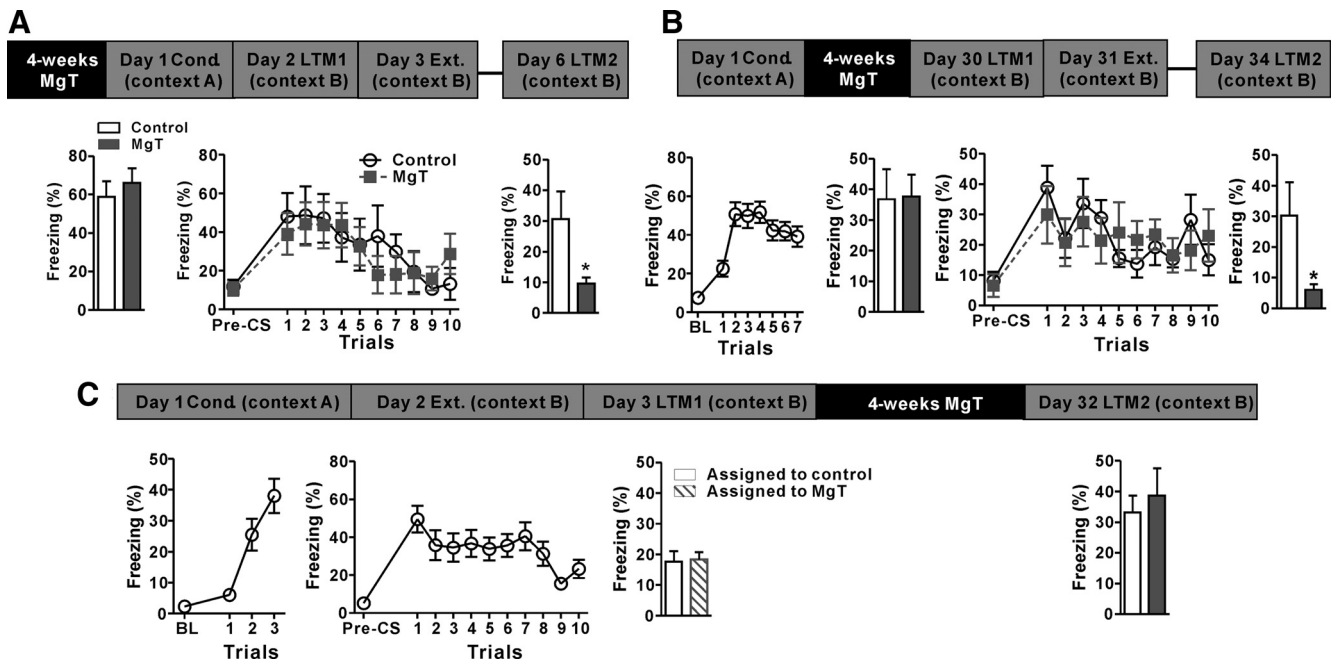 A
4-weeks MgT
Day 1 Cond. (context A)
Day 2 LTM1 (context B)
Day 3 Ext. (context B)
Day 6 LTM2 (context B)
Control
MgT
Freezing (%)
80
60
40
20
0
Freezing (%)
80
60
40
20
0
Control
MgT
Pre-CS 1 2 3 4 5 6 7 8 9 10
Trials
Freezing (%)
50
40
30
20
10
0
*
B
Day 1 Cond. (context A)
4-weeks MgT
Day 30 LTM1 (context B)
Day 31 Ext. (context B)
Day 34 LTM2 (context B)
Freezing (%)
80
60
40
20
0
BL 1 2 3 4 5 6 7
Trials
Freezing (%)
50
40
30
20
10
0
Freezing (%)
50
40
30
20
10
0
Pre-CS 1 2 3 4 5 6 7 8 9 10
Trials
Freezing (%)
50
40
30
20
10
0
*
C
Day 1 Cond. (context A)
Day 2 Ext. (context B)
Day 3 LTM1 (context B)
4-weeks MgT
Day 32 LTM2 (context B)
Freezing (%)
50
40
30
20
10
0
BL 1 2 3
Trials
Freezing (%)
80
60
40
20
0
Pre-CS 1 2 3 4 5 6 7 8 9 10
Trials
Freezing (%)
50
40
30
20
10
0
Assigned to control
Assigned to MgT
Freezing (%)
50
40
30
20
10
0